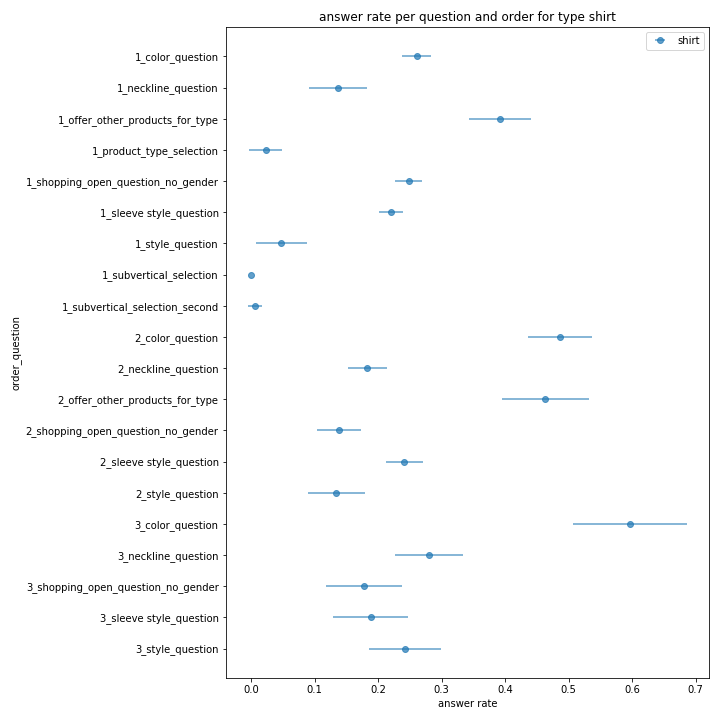 answer rate per question and order for type shirt
shirt
1_color_question
1_neckline_question
1_offer_other_products_for_type
1_product_type_selection
1_shopping_open_question_no_gender
1_sleeve style_question
1_style_question
1_subvertical_selection
1_subvertical_selection_second
2_color_question
2_neckline_question
2_offer_other_products_for_type
2_shopping_open_question_no_gender
2_sleeve style_question
2_style_question
3_color_question
3_neckline_question
3_shopping_open_question_no_gender
3_sleeve style_question
3_style_question
order_question
0.0 0.1 0.2 0.3 0.4 0.5 0.6 0.7
answer rate